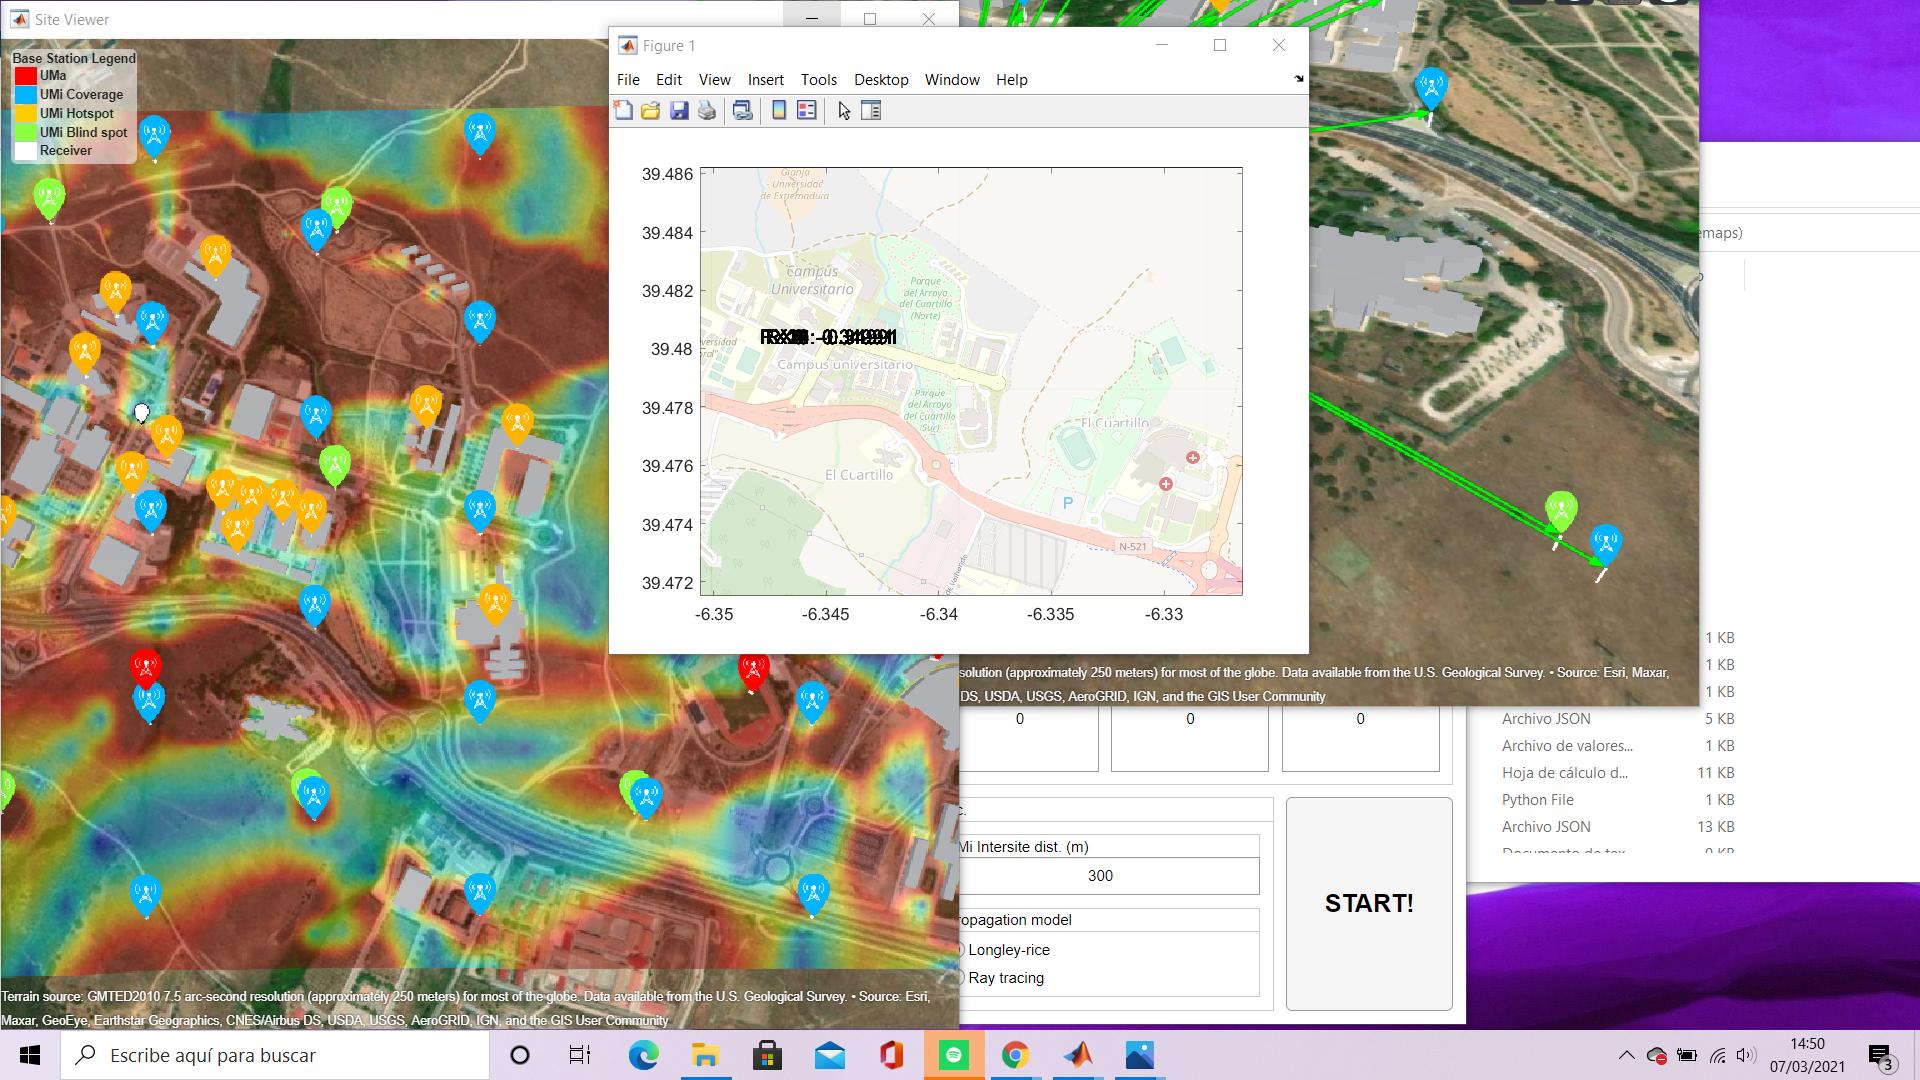 Site Viewer
Base Station Legend
UMa
UMi Coverage
UMi Hotspot
UMi Blind spot
Receiver
Terrain source: GMTED2010 7.5 arc-second resolution (approximately 250 meters) for most of the globe. Data available from the U.S. Geological Survey. • Source: Esri,
Maxar, GeoEye, Earthstar Geographics, CNES/Airbus DS, USDA, USGS, AeroGRID, IGN, and the GIS User Community
Figure 1
File Edit View Insert Tools Desktop Window Help
39.486
39.484
39.482
39.48
39.478
39.476
39.474
39.472
-6.35 -6.345 -6.34 -6.335 -6.33
Granja
- Universidad
de Extremadura
Campus
Universitario
Parque
del Arroyo
del Cuartillo
(Norte)
Campus universitario
Parque
del Arroyo
del Cuartillo
(Sur)
El Cuartillo
El Cuartillo
P
N-521
solution (approximately 250 meters) for most of the globe. Data available from the U.S. Geological Survey. • Source: Esri, Maxar,
DS, USDA, USGS, AeroGRID, IGN, and the GIS User Community
0 0 0
c.
Mi Intersite dist. (m)
300
ropagation model
Longley-rice
Ray tracing
START!
emaps)
1 KB
1 KB
1 KB
Archivo JSON 5 KB
Archivo de valores... 1 KB
Hoja de cálculo d... 11 KB
Python File 1 KB
Archivo JSON 13 KB
Documento de tex... 0 KB
Escribe aquí para buscar
14:50
07/03/2021
3